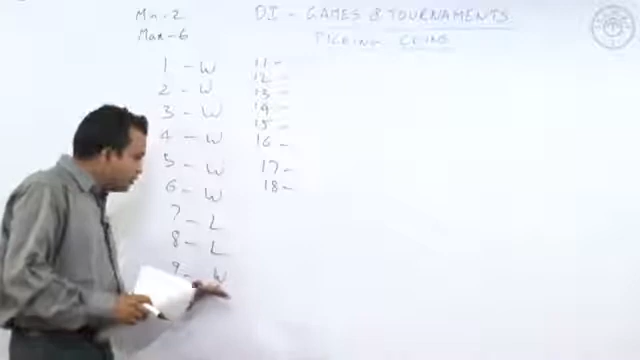 Min-2
Max-6
DI - GAMES & TOURNAMENTS
PICKING COINS
1 - W
2 - W
3 - W
4 - W
5 - W
6 - W
7 - L
8 - L
9 - W
11 -
12 -
13 -
14 -
15 -
16 -
17 -
18 -